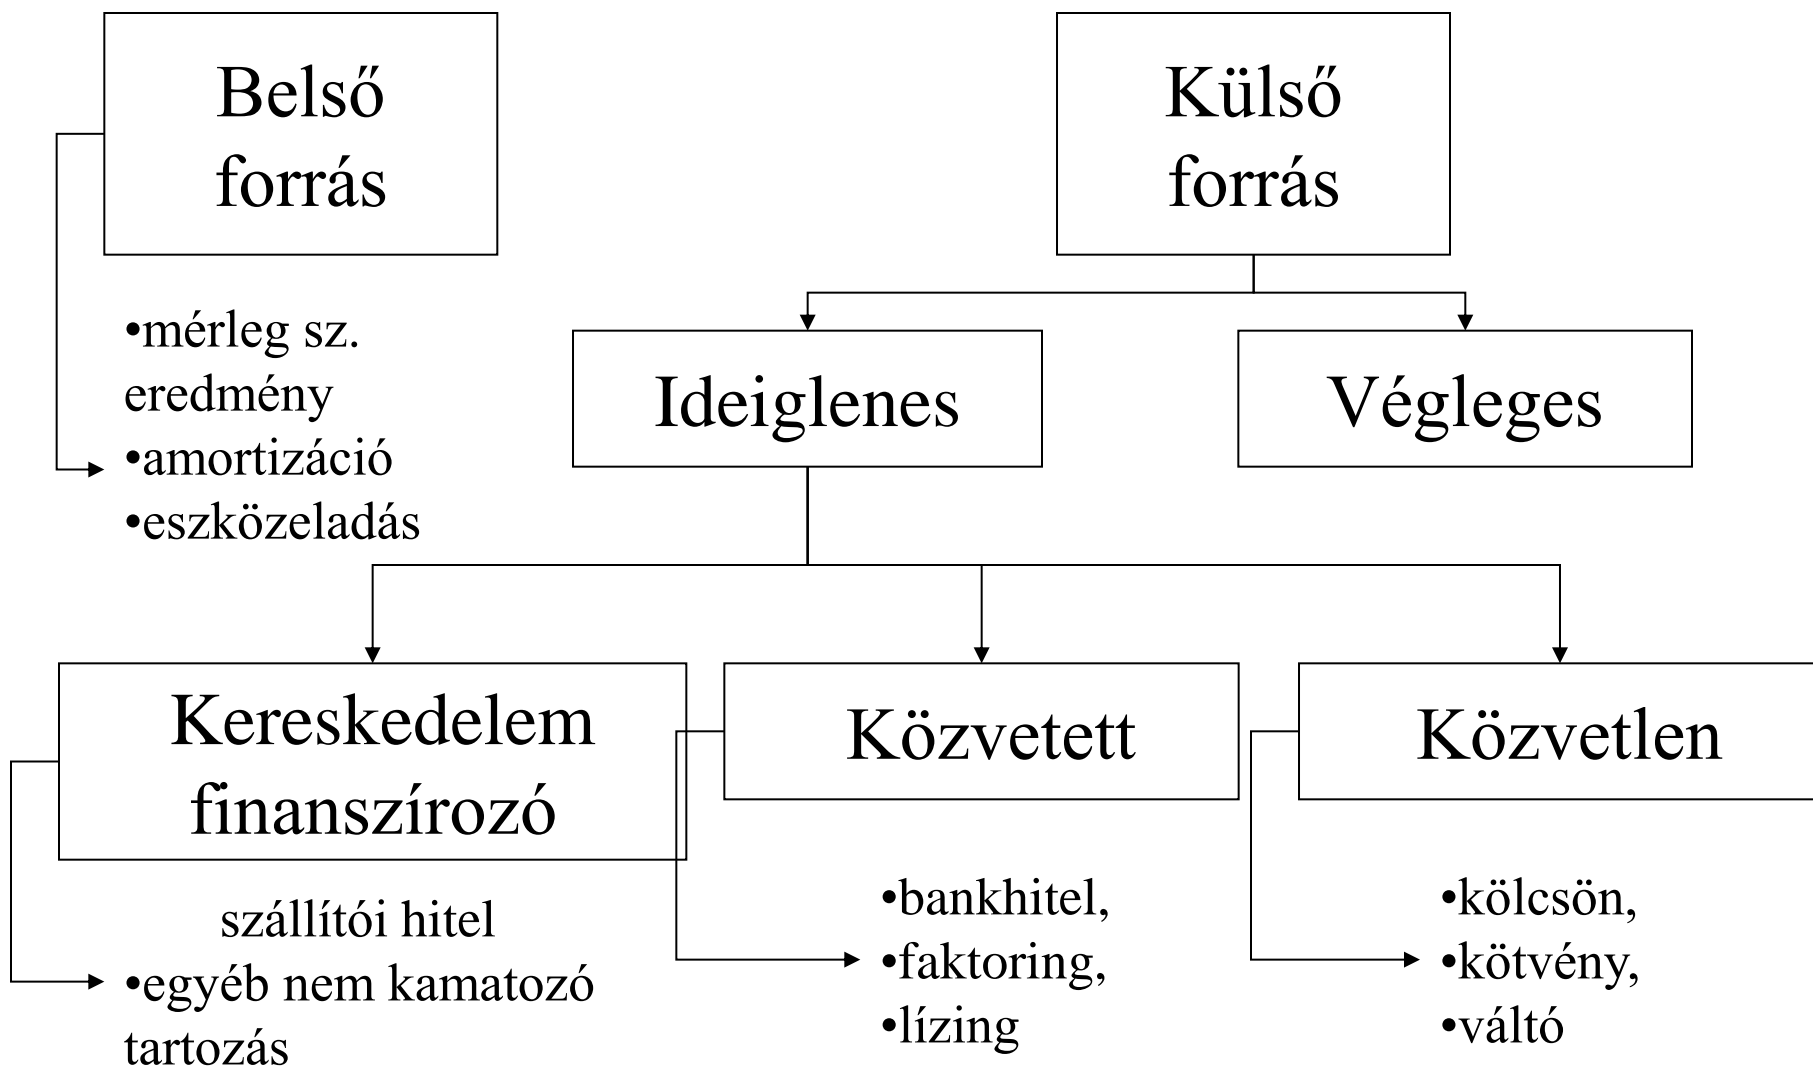 Belső
forrás
Külső
forrás
•mérleg sz.
eredmény
•amortizáció
•eszközeladás
Ideiglenes
Végleges
Kereskedelem
finanszírozó
Közvetett
Közvetlen
szállítói hitel
•egyéb nem kamatozó
tartozás
•bankhitel,
•faktoring,
•lízing
•kölcsön,
•kötvény,
•váltó